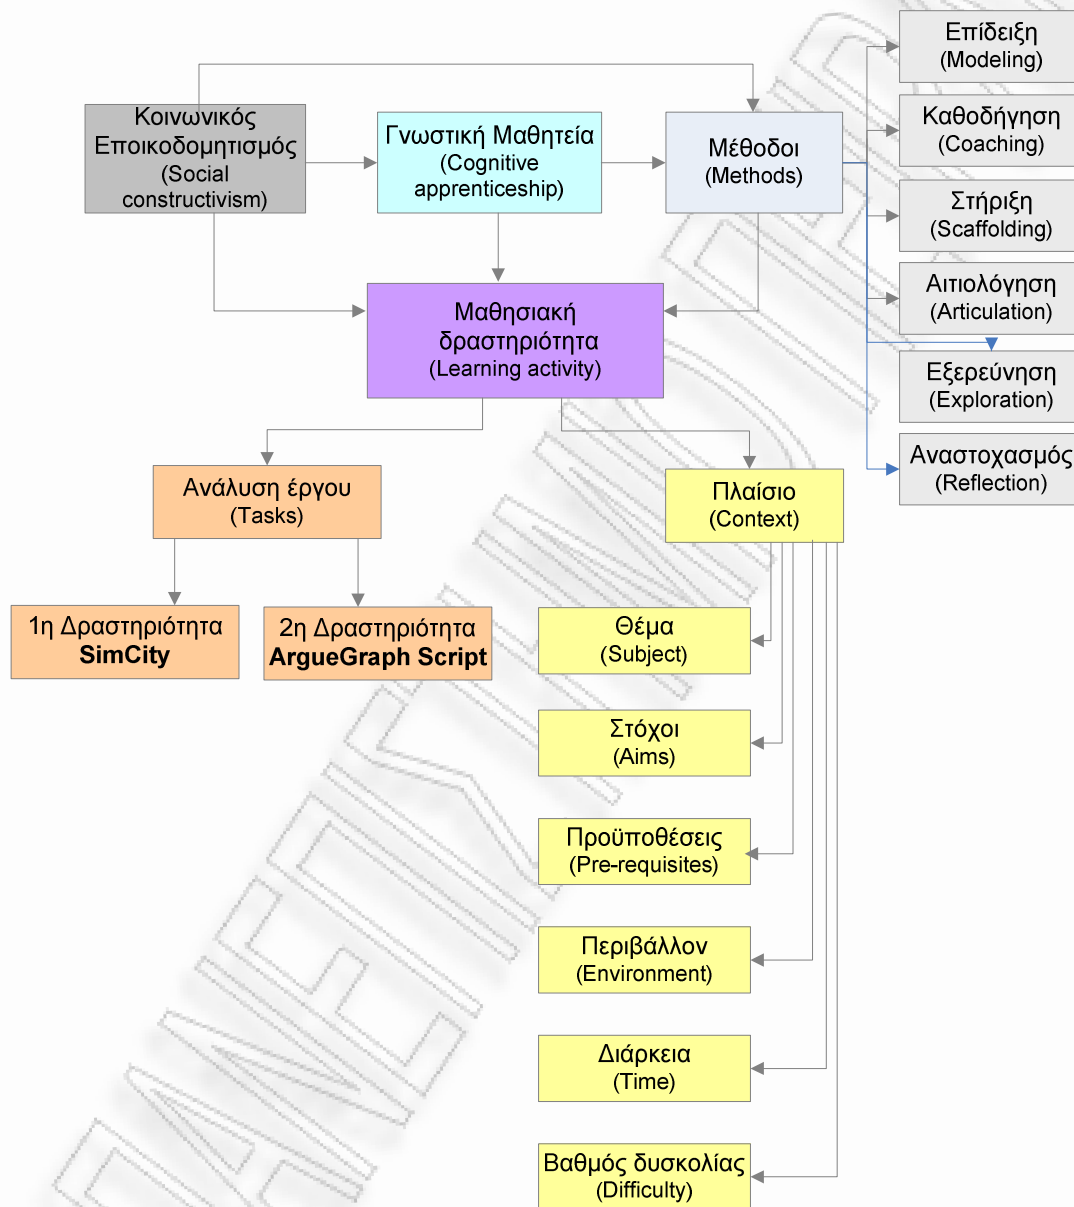 Κοινωνικός
Εποικοδομητισμός
(Social
constructivism)
Γνωστική Μαθητεία
(Cognitive
apprenticeship)
Μέθοδοι
(Methods)
Επίδειξη
(Modeling)
Καθοδήγηση
(Coaching)
Στήριξη
(Scaffolding)
Αιτιολόγηση
(Articulation)
Εξερεύνηση
(Exploration)
Αναστοχασμός
(Reflection)
Μαθησιακή
δραστηριότητα
(Learning activity)
Ανάλυση έργου
(Tasks)
1η Δραστηριότητα
SimCity
2η Δραστηριότητα
ArgueGraph Script
Πλαίσιο
(Context)
Θέμα
(Subject)
Στόχοι
(Aims)
Προϋποθέσεις
(Pre-requisites)
Περιβάλλον
(Environment)
Διάρκεια
(Time)
Βαθμός δυσκολίας
(Difficulty)